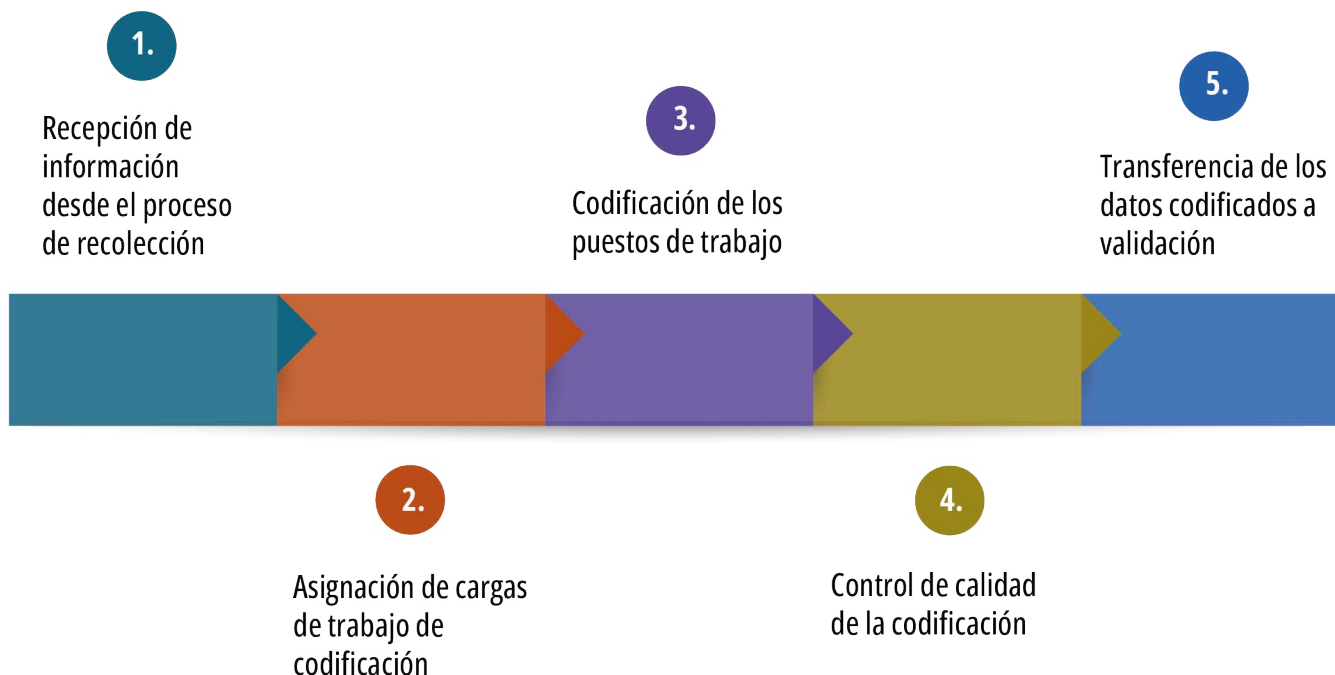 1.
Recepción de
información
desde el proceso
de recolección
2.
Asignación de cargas
de trabajo de
codificación
3.
Codificación de los
puestos de trabajo
4.
Control de calidad
de la codificación
5.
Transferencia de los
datos codificados a
validación